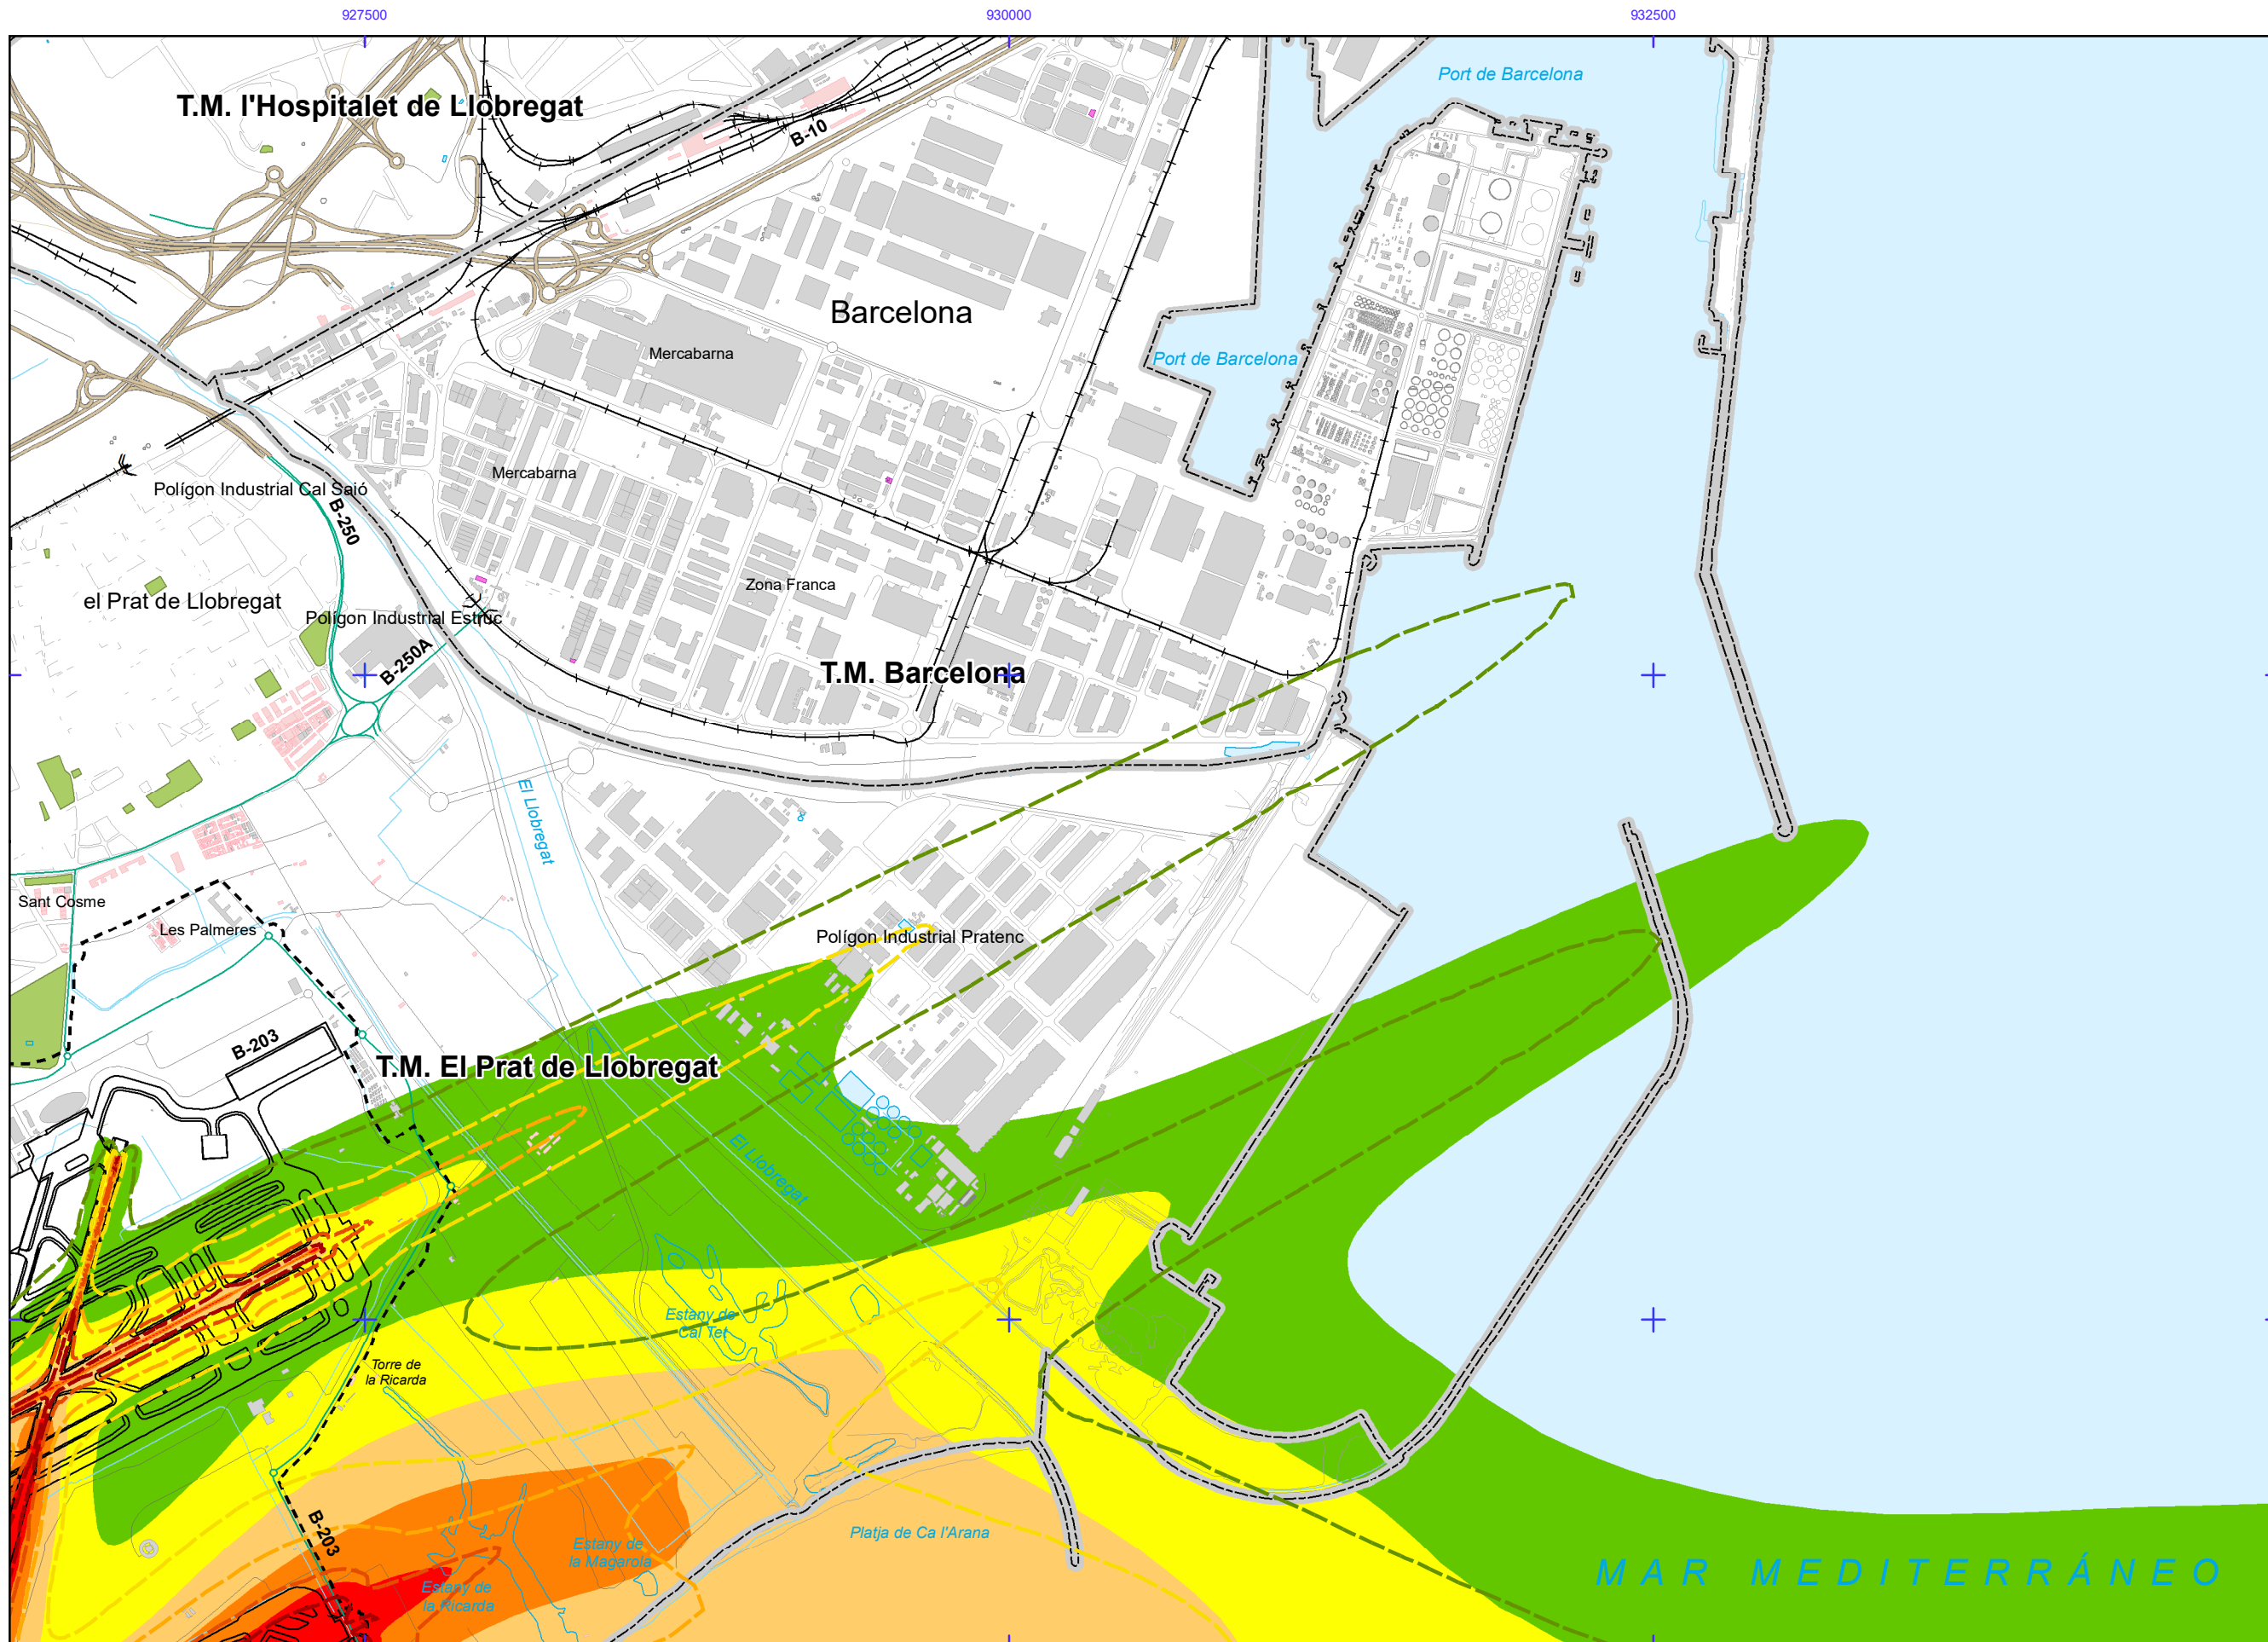 927500
930000
932500
Port de Barcelona
T.M. l'Hospitalet de Llobregat
B-10
Barcelona
Mercabarna
Port de Barcelona
Mercabarna
Polígon Industrial Cal Saió
B-250
Zona Franca
el Prat de Llobregat
Polígon Industrial Estruc
B-250A
T.M. Barcelona
El Llobregat
Sant Cosme
Les Palmeres
Polígon Industrial Pratenc
B-203
T.M. El Prat de Llobregat
El Llobregat
Estany de
Cal Tet
Torre de
la Ricarda
B-203
Platja de Ca l'Arana
Estany de
la Magarola
Estany de
la Ricarda
MAR MEDITERRÁNEO